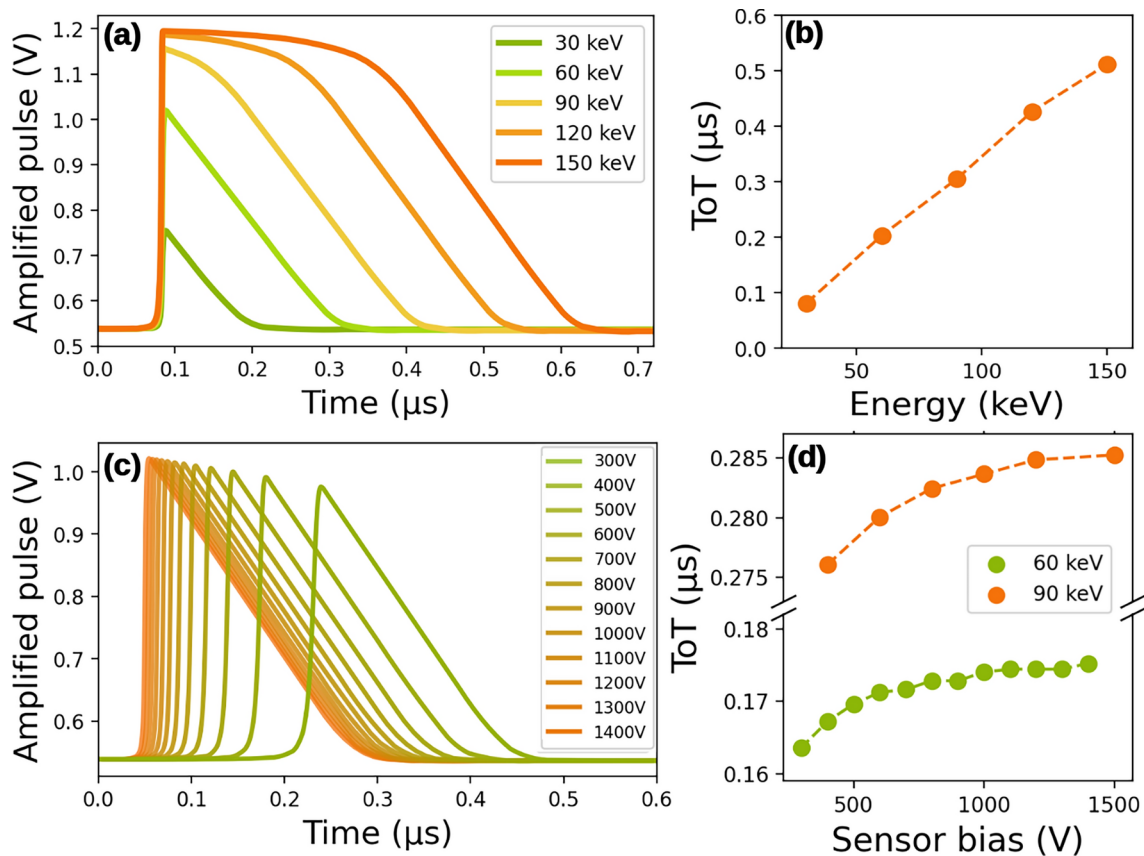 (a)
Amplified pulse (V)
1.2
1.1
1.0
0.9
0.8
0.7
0.6
0.5
30 keV
60 keV
90 keV
120 keV
150 keV
0.0 0.1 0.2 0.3 0.4 0.5 0.6 0.7
Time (μs)
(b)
ToT (μs)
0.6
0.5
0.4
0.3
0.2
0.1
0.0
50 100 150
Energy (keV)
(c)
Amplified pulse (V)
1.0
0.9
0.8
0.7
0.6
300V
400V
500V
600V
700V
800V
900V
1000V
1100V
1200V
1300V
1400V
0.0 0.1 0.2 0.3 0.4 0.5 0.6
Time (μs)
(d)
ToT (μs)
0.285
0.280
0.275
0.18
0.17
0.16
60 keV
90 keV
500 1000 1500
Sensor bias (V)